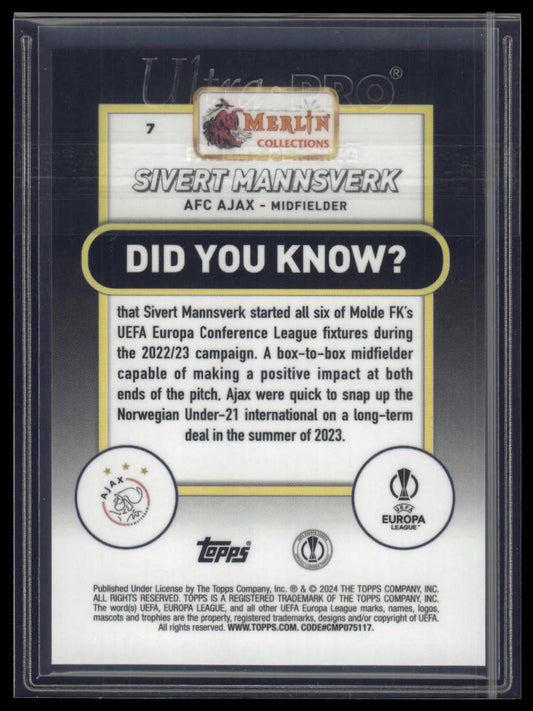 Ultra PRO®
7
MERLIN
COLLECTIONS
SIVERT MANNSVERK
AFC AJAX - MIDFIELDER
DID YOU KNOW?
that Sivert Mannsverk started all six of Molde FK's
UEFA Europa Conference League fixtures during
the 2022/23 campaign. A box-to-box midfielder
capable of making a positive impact at both
ends of the pitch, Ajax were quick to snap up the
Norwegian Under-21 international on a long-term
deal in the summer of 2023.
AJAX
UEFA
EUROPA
LEAGUE™
topps
Published Under License by The Topps Company, Inc. ® & © 2024 THE TOPPS COMPANY, INC.
ALL RIGHTS RESERVED. TOPPS IS A REGISTERED TRADEMARK OF THE TOPPS COMPANY, INC.
The word(s) UEFA, EUROPA LEAGUE, and all other UEFA Europa League marks, names, logos,
mascots and trophies are the property, registered trademarks, designs and/or copyright of UEFA.
All rights reserved. WWW.TOPPS.COM. CODE#CMP075117.